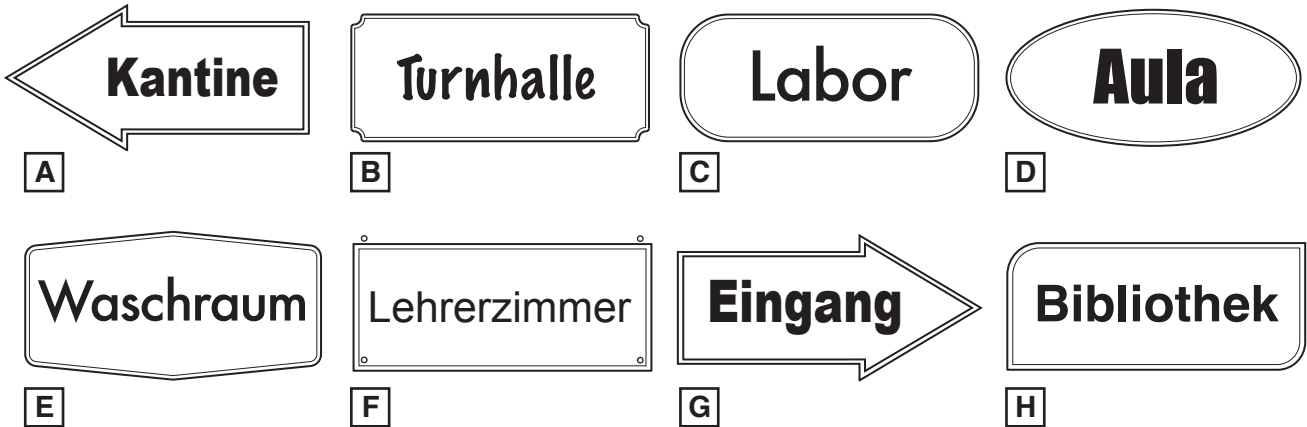 Kantine
A
Turnhalle
B
Labor
C
Aula
D
Waschraum
E
Lehrerzimmer
F
Eingang
G
Bibliothek
H